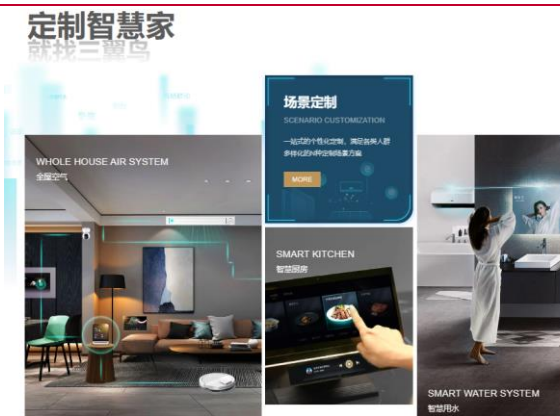 定制智慧家
就找三翼鸟
场景定制
SCENARIO CUSTOMIZATION
一站式的个性化定制，满足各类人群
多样化的N种定制场景方案
MORE
WHOLE HOUSE AIR SYSTEM
全屋空气
SMART KITCHEN
智慧厨房
SMART WATER SYSTEM
智慧用水